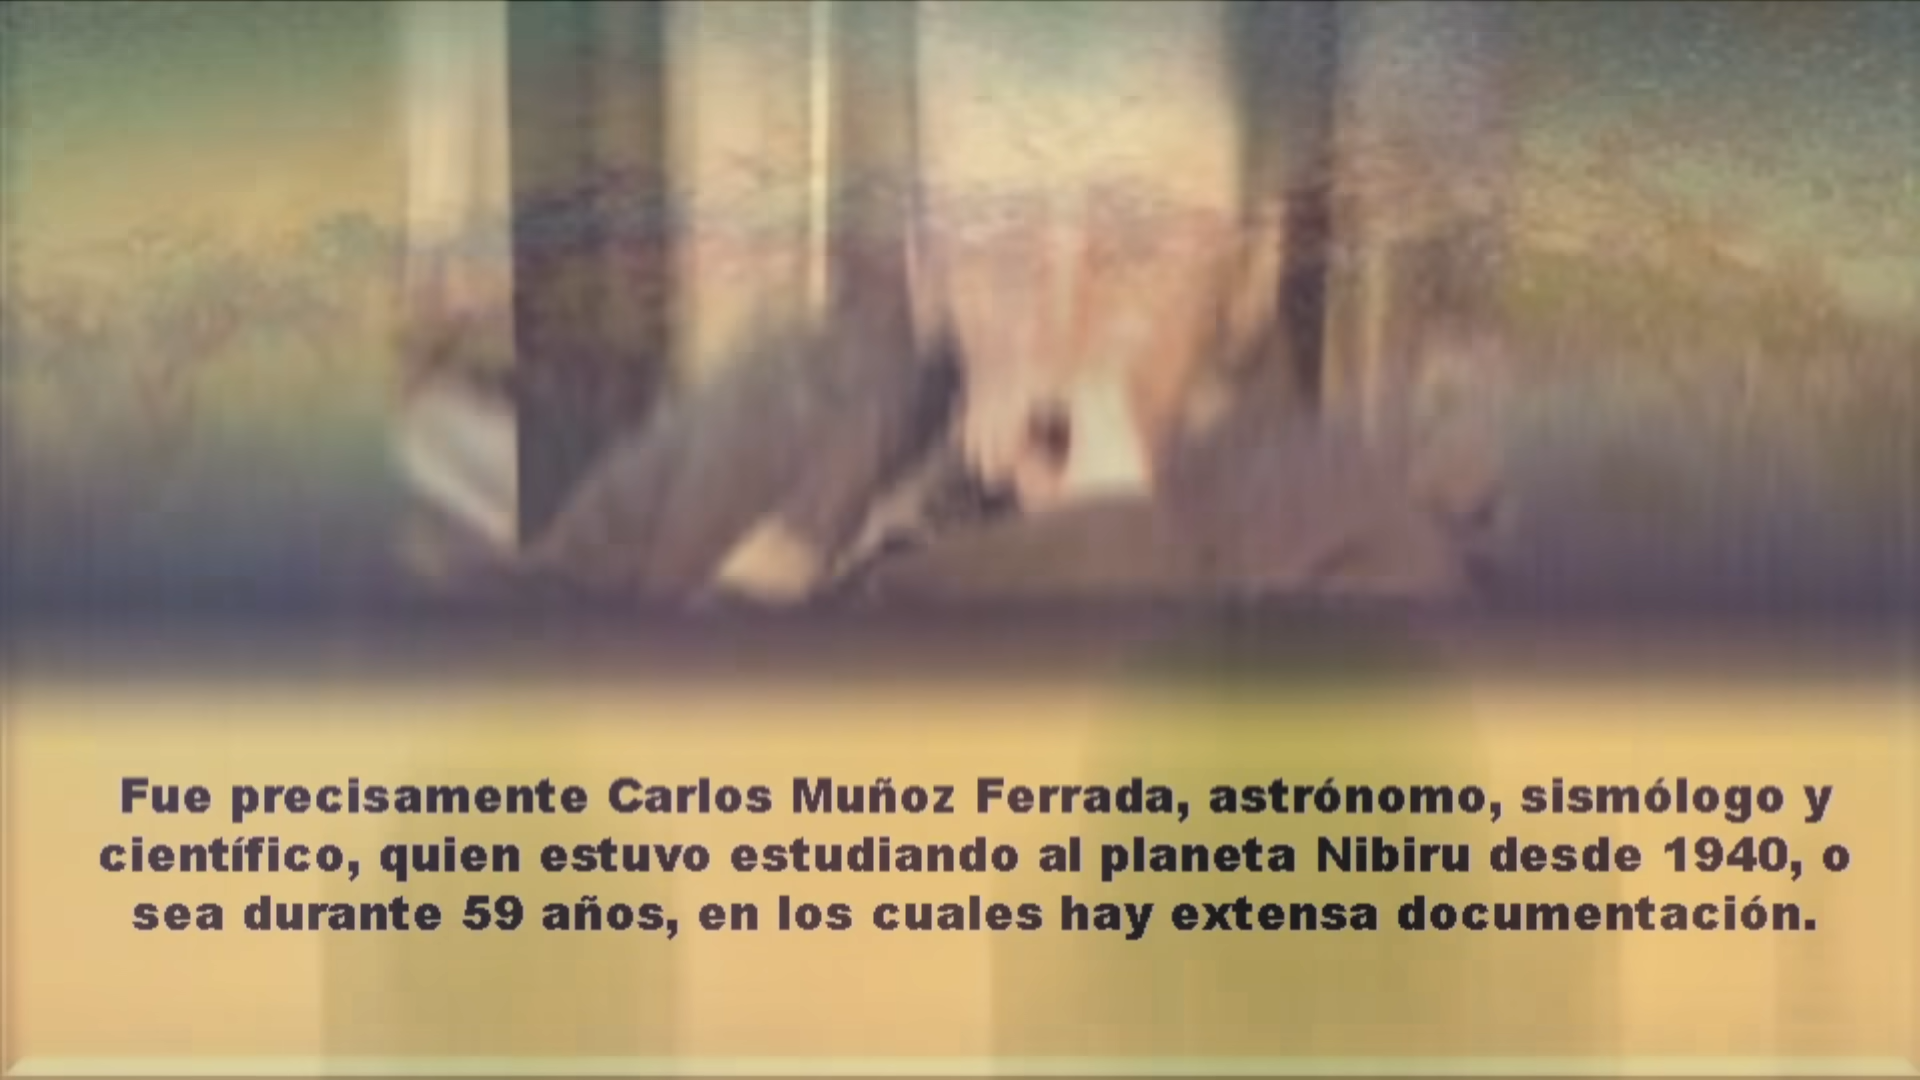 Fue precisamente Carlos Muñoz Ferrada, astrónomo, sismólogo y
científico, quien estuvo estudiando al planeta Nibiru desde 1940, o
sea durante 59 años, en los cuales hay extensa documentación.